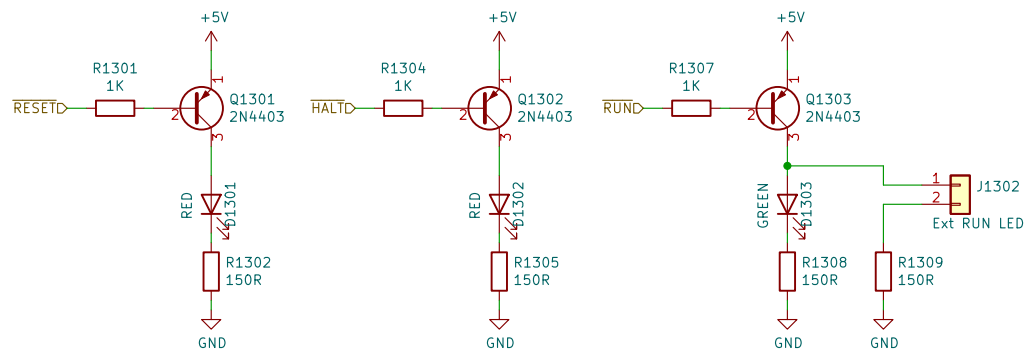 +5V
+5V
+5V
R1301
1K
R1304
1K
R1307
1K
1
1
1
RESET
HALT
RUN
2
2
2
Q1301
2N4403
Q1302
2N4403
Q1303
2N4403
3
3
3
RED
D1301
RED
D1302
GREEN
D1303
1
2
J1302
Ext RUN LED
R1302
150R
R1305
150R
R1308
150R
R1309
150R
GND
GND
GND
GND